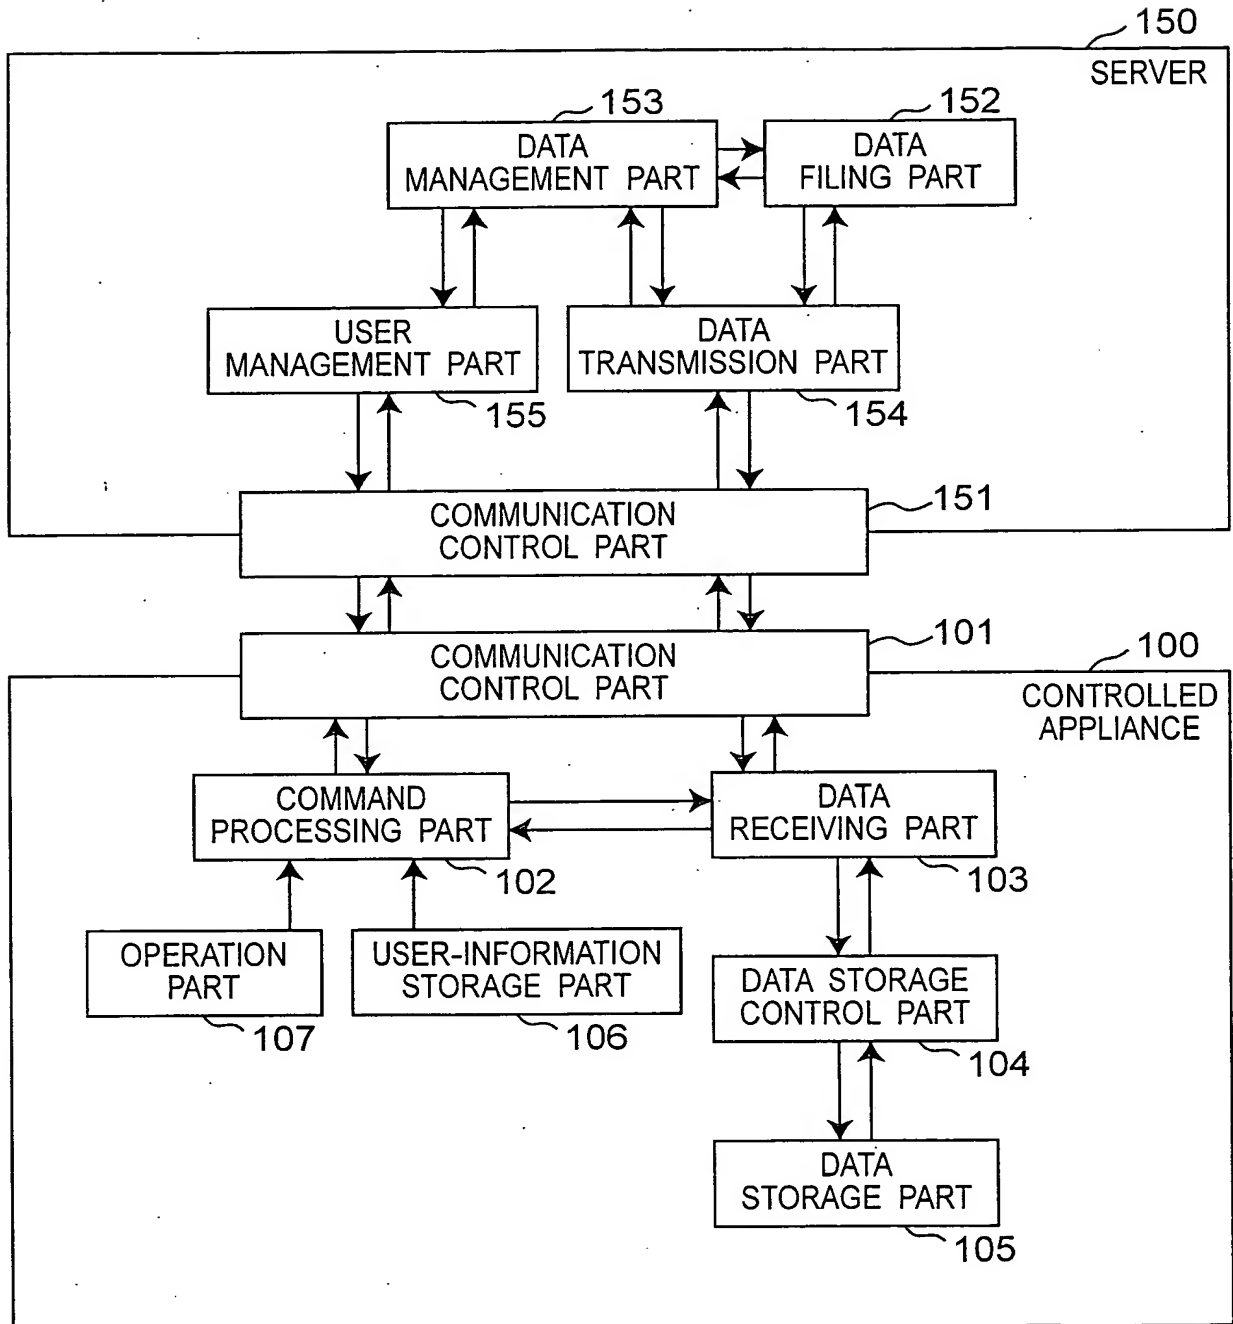 150
SERVER
153
152
DATA
MANAGEMENT PART
DATA
FILING PART
USER
MANAGEMENT PART
DATA
TRANSMISSION PART
155
154
COMMUNICATION
CONTROL PART
151
COMMUNICATION
CONTROL PART
101
100
CONTROLLED
APPLIANCE
COMMAND
PROCESSING PART
DATA
RECEIVING PART
102
103
OPERATION
PART
USER-INFORMATION
STORAGE PART
DATA STORAGE
CONTROL PART
107
106
104
DATA
STORAGE PART
105